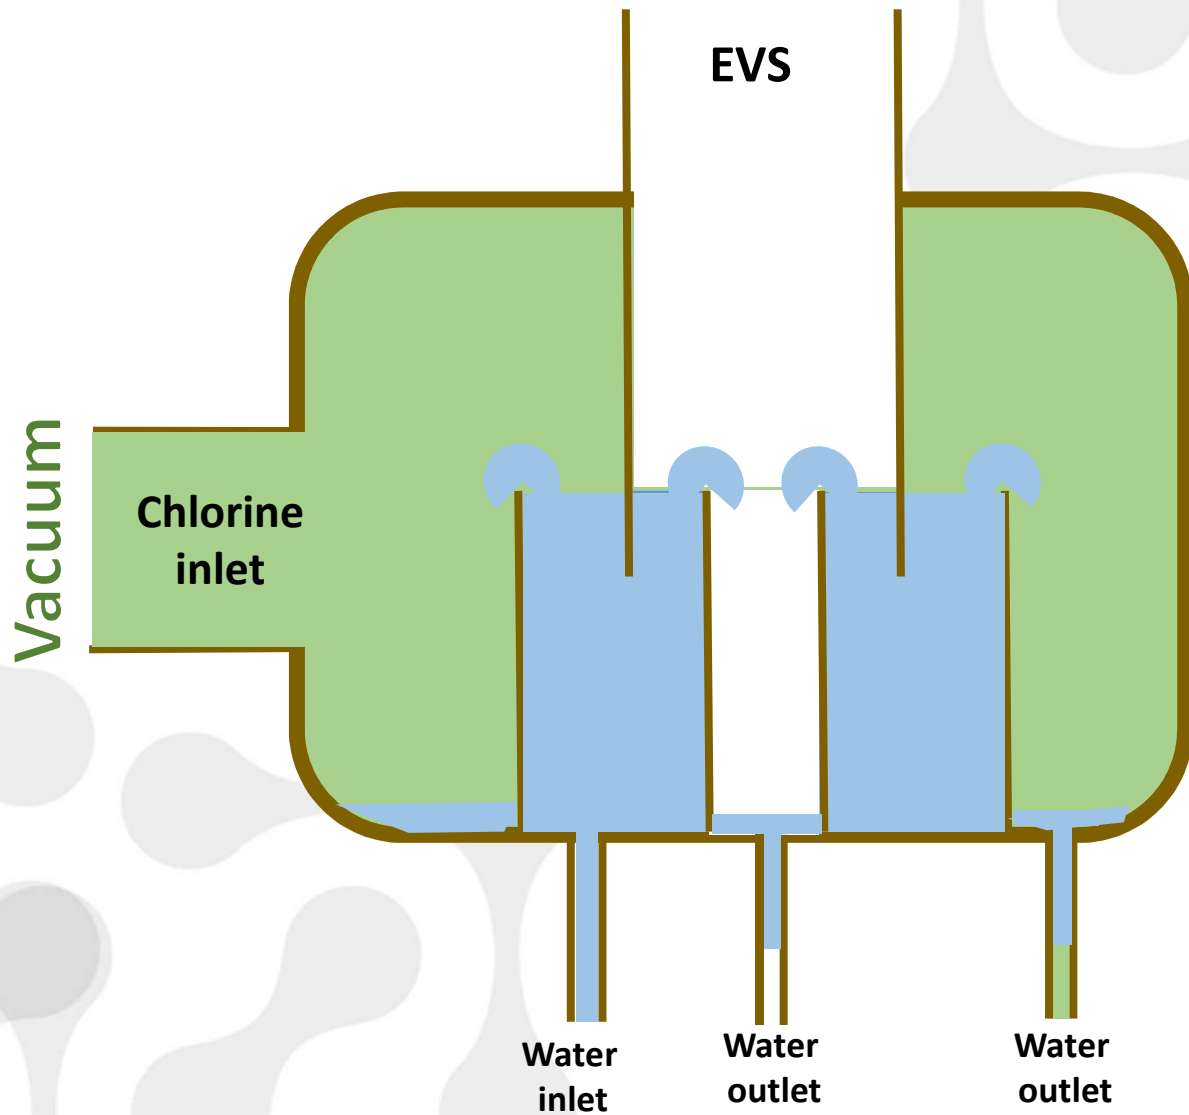 EVS
Vacuum
Chlorine
inlet
Water
inlet
Water
outlet
Water
outlet